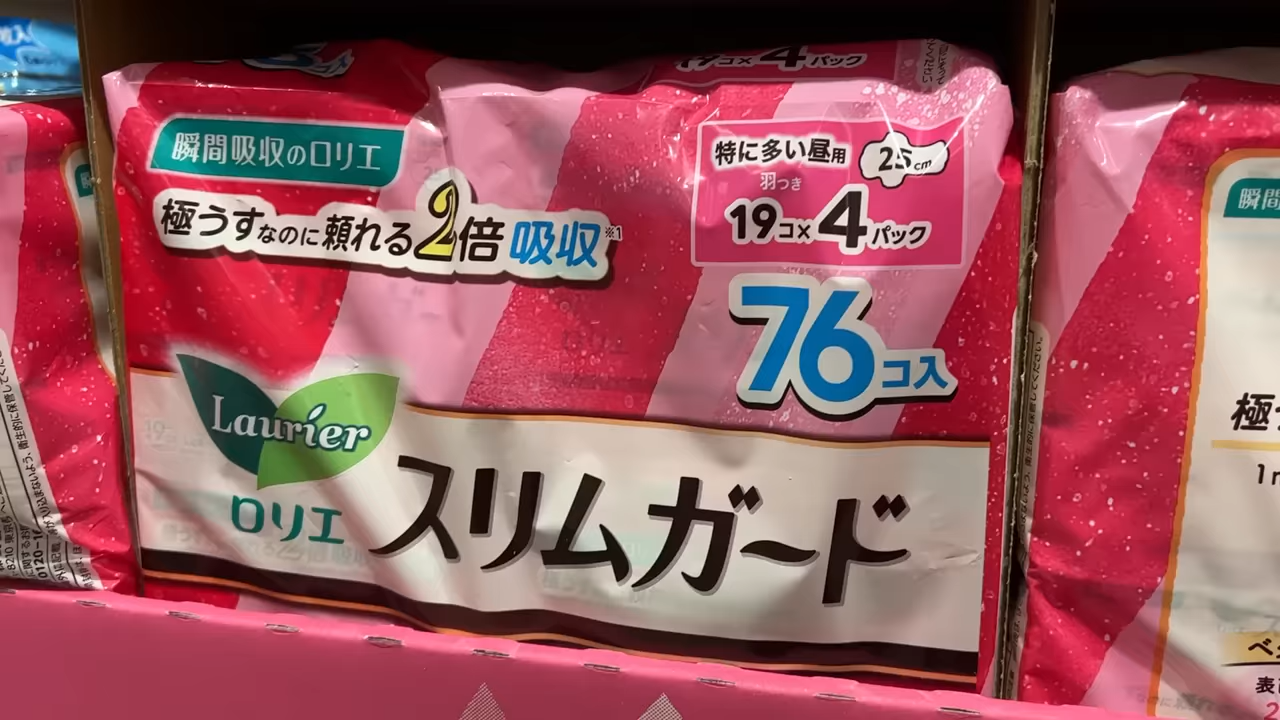 19コ×4パック
瞬間吸収のロリエ
極うすなのに頼れる2倍吸収※1
特に多い昼用 25cm
羽つき
19コ×4パック
76コ入
Laurier
ロリエ スリムガード
瞬間
極